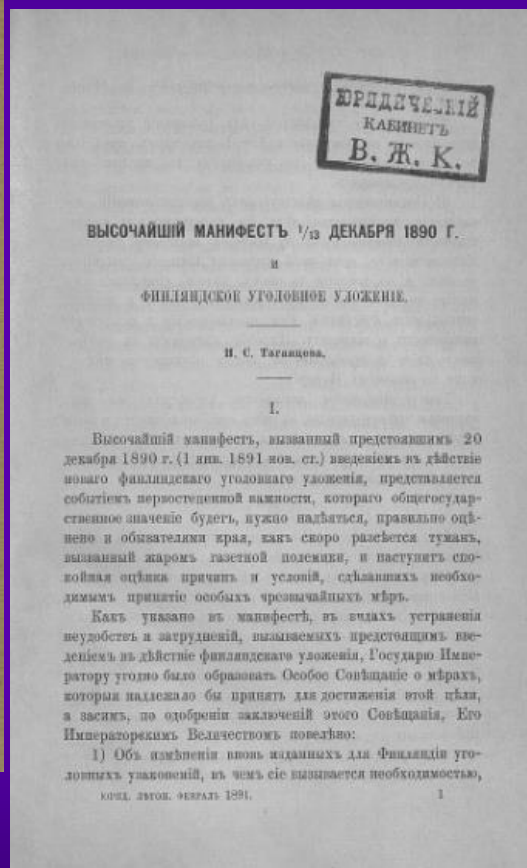 ЮРИДИЧЕСКІЙ
КАБИНЕТЪ
В. Ж. К.
ВЫСОЧАЙШІЙ МАНИФЕСТЪ 1/13 ДЕКАБРЯ 1890 Г.
И
ФИНЛЯНДСКОЕ УГОЛОВНОЕ УЛОЖЕНІЕ.
Н. С. Таганцева.
I.
Высочайшій манифестъ, вызванный предстоявшимъ 20
декабря 1890 г. (1 янв. 1891 нов. ст.) введеніемъ въ дѣйствіе
новаго финляндскаго уголовнаго уложенія, представляется
событіемъ первостепенной важности, котораго общегосудар-
ственное значеніе будетъ, нужно надѣяться, правильно оцѣ-
нено и обывателями края, какъ скоро разсѣется туманъ,
вызванный жаромъ газетной полемики, и наступитъ спо-
койная оцѣнка причинъ и условій, сдѣлавшихъ необхо-
димымъ принятіе особыхъ чрезвычайныхъ мѣръ.
Какъ указано въ манифестѣ, въ видахъ устраненія
неудобствъ и затрудненій, вызываемыхъ предстоящимъ вве-
деніемъ въ дѣйствіе финляндскаго уложенія, Государю Импе-
ратору угодно было образовать Особое Совѣщаніе о мѣрахъ,
которыя надлежало бы принять для достиженія этой цѣли,
а засимъ, по одобреніи заключеній этого Совѣщанія, Его
Императорскимъ Величествомъ повелѣно:
1) Объ измѣненіи вновь изданныхъ для Финляндіи уго-
ловныхъ узаконеній, въ чемъ сіе вызывается необходимостью,
ЮРИД. ЛѢТОП. ФЕВРАЛЬ 1891. 1